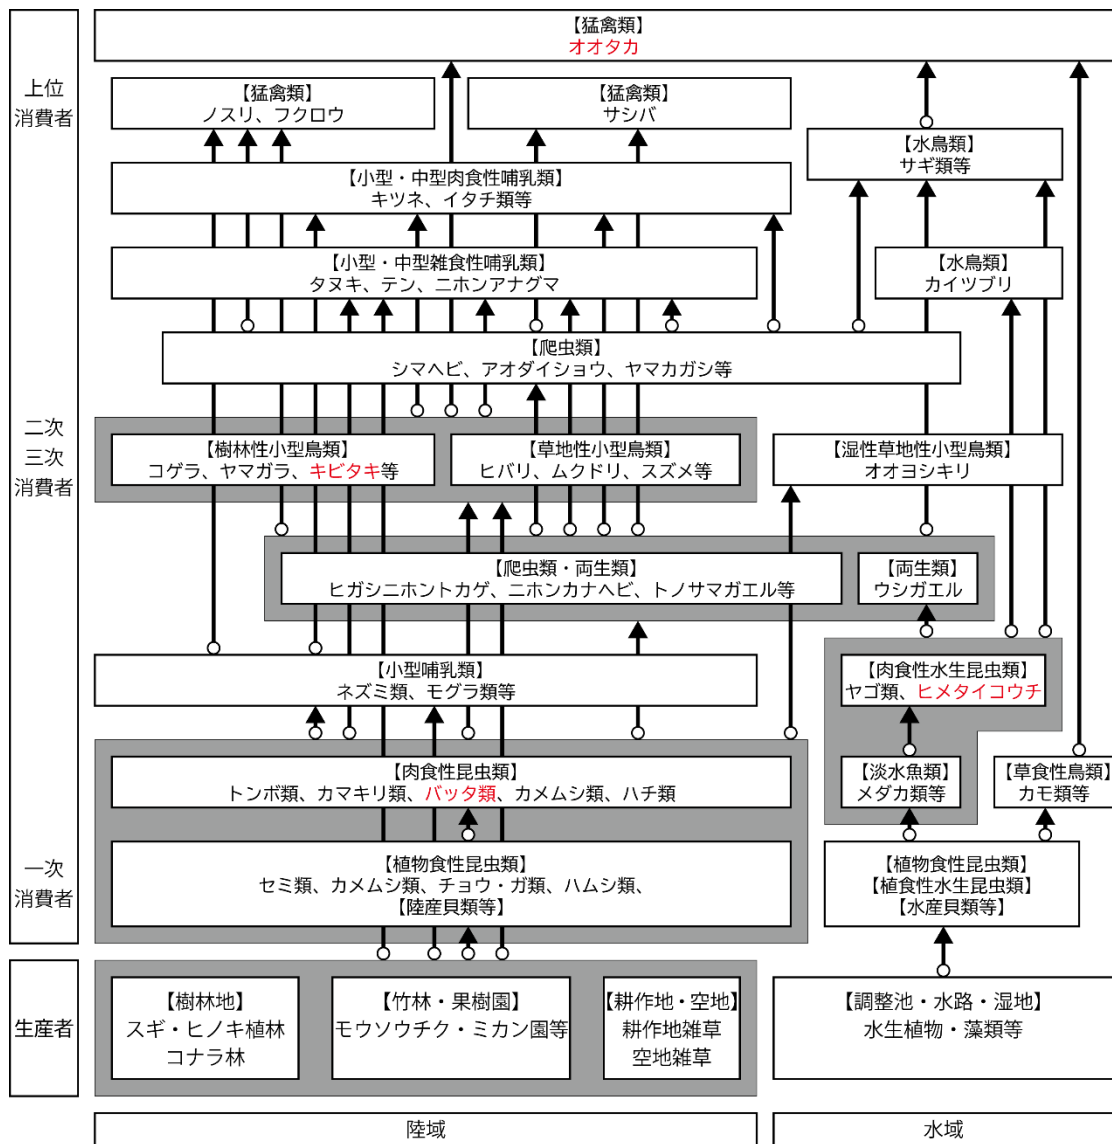 【猛禽類】
オオタカ
上位
消費者
【猛禽類】
ノスリ、フクロウ
【猛禽類】
サシバ
【水鳥類】
サギ類等
【小型・中型肉食性哺乳類】
キツネ、イタチ類等
【小型・中型雑食性哺乳類】
タヌキ、テン、ニホンアナグマ
【水鳥類】
カイツブリ
【爬虫類】
シマヘビ、アオダイショウ、ヤマカガシ等
二次
三次
消費者
【樹林性小型鳥類】
コゲラ、ヤマガラ、キビタキ等
【草地性小型鳥類】
ヒバリ、ムクドリ、スズメ等
【湿性草地性小型鳥類】
オオヨシキリ
【爬虫類・両生類】
ヒガシニホントカゲ、ニホンカナヘビ、トノサマガエル等
【両生類】
ウシガエル
【小型哺乳類】
ネズミ類、モグラ類等
【肉食性水生昆虫類】
ヤゴ類、ヒメタイコウチ
【肉食性昆虫類】
トンボ類、カマキリ類、バッタ類、カメムシ類、ハチ類
【淡水魚類】
メダカ類等
【草食性鳥類】
カモ類等
一次
消費者
【植物食性昆虫類】
セミ類、カメムシ類、チョウ・ガ類、ハムシ類、
【陸産貝類等】
【植物食性昆虫類】
【植食性水生昆虫類】
【水産貝類等】
生産者
【樹林地】
スギ・ヒノキ植林
コナラ林
【竹林・果樹園】
モウソウチク・ミカン園等
【耕作地・空地】
耕作地雑草
空地雑草
【調整池・水路・湿地】
水生植物・藻類等
陸域
水域